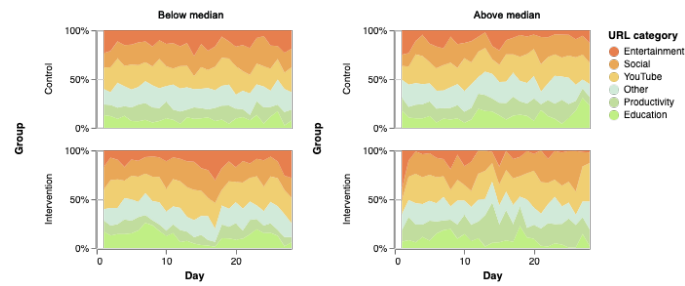 Below median
Above median
URL category
Entertainment
Social
YouTube
Other
Productivity
Education
100%
50%
0%
Control
100%
50%
0%
Control
Group
Group
100%
50%
0%
Intervention
0
10
20
Day
100%
50%
0%
Intervention
0
10
20
Day